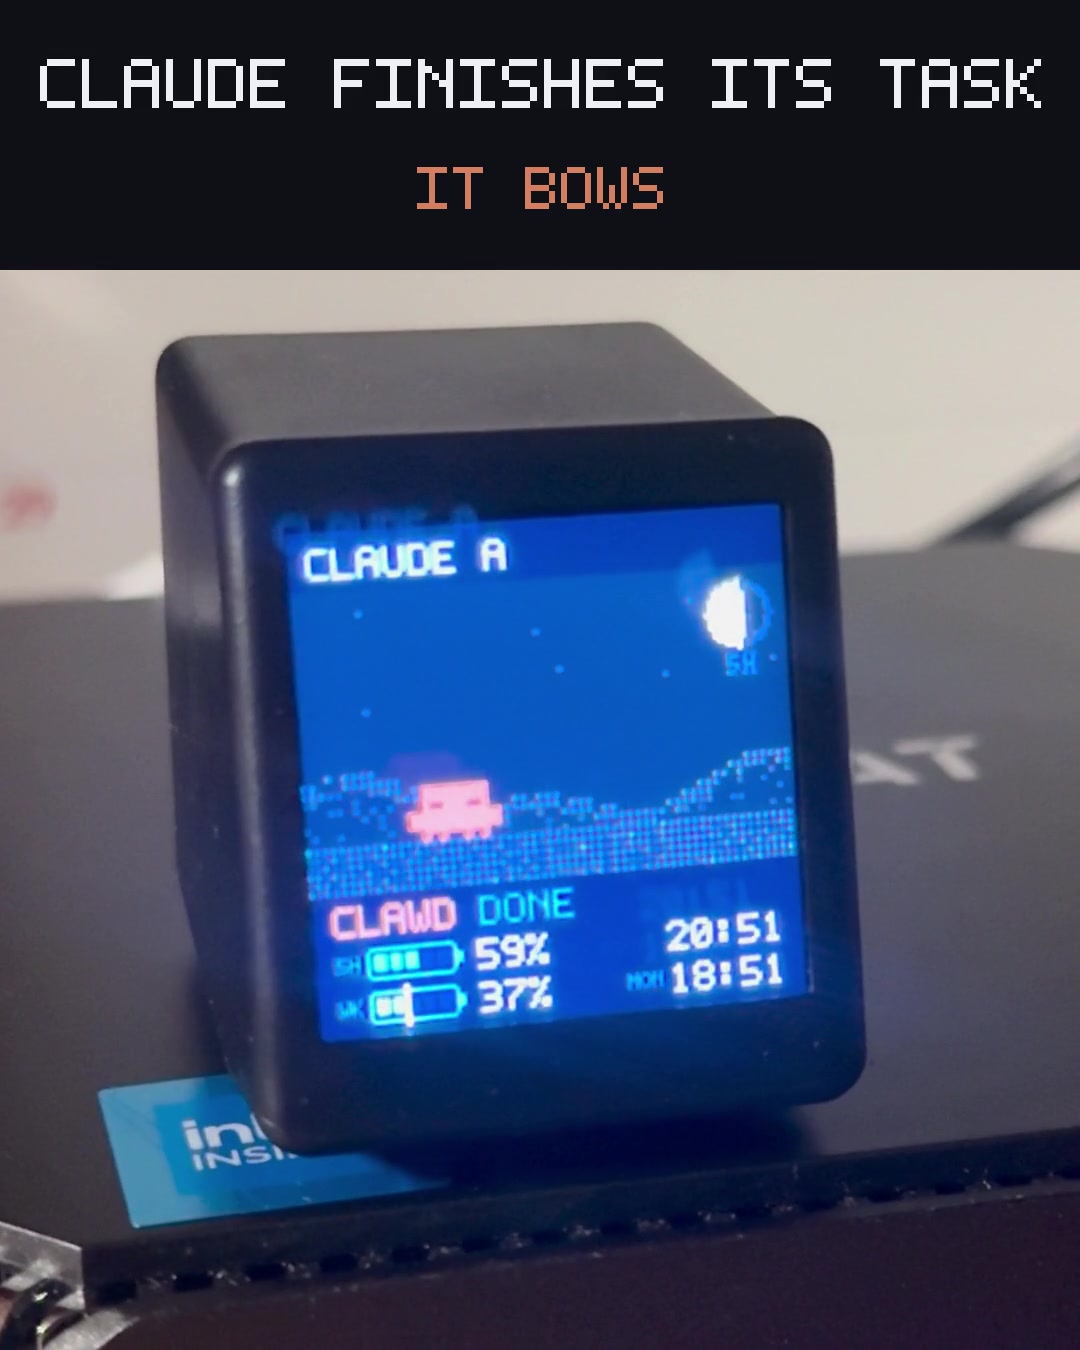 CLAUDE FINISHES ITS TASK
IT BOWS
CLAUDE A
5H
CLAWD DONE
5H 59% 20:51
WK 37% MON 18:51
INSI